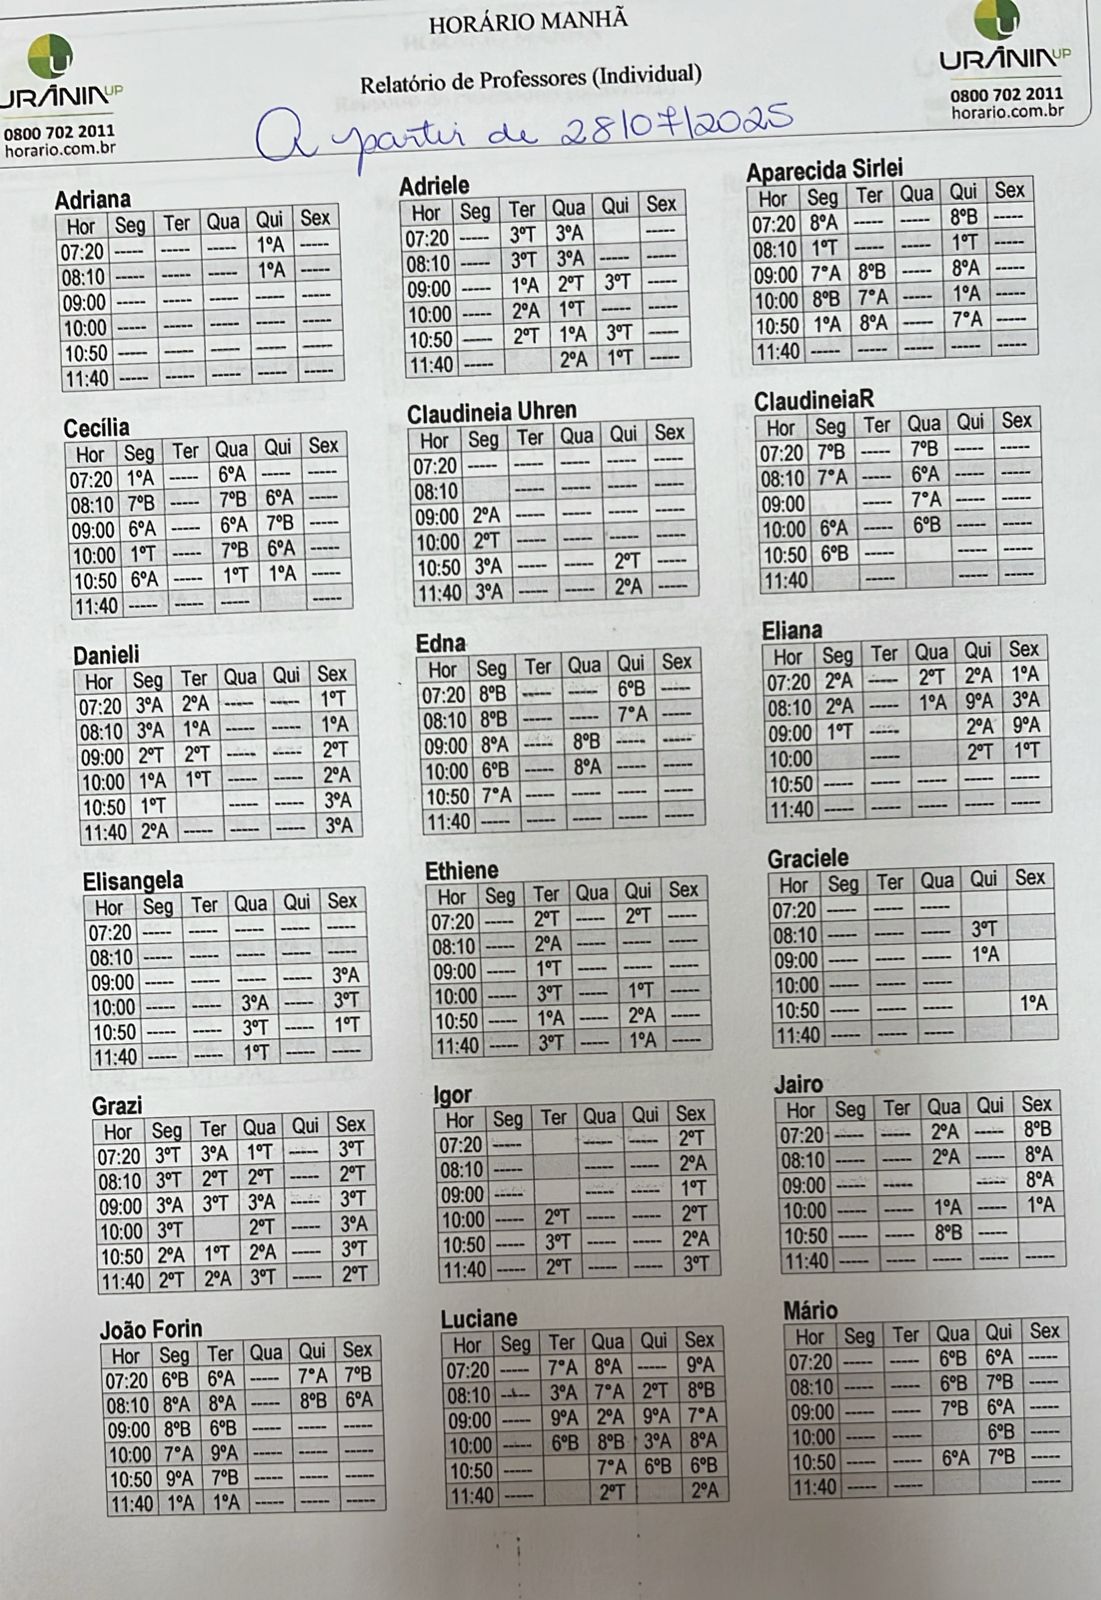 HORÁRIO MANHÃ
Relatório de Professores (Individual)
URÂNIA UP
0800 702 2011
horario.com.br
URÂNIA UP
0800 702 2011
horario.com.br
A partir de 28/07/2025
Adriana
Hor Seg Ter Qua Qui Sex
07:20 ----- ----- ----- 1ºA -----
08:10 ----- ----- ----- 1ºA -----
09:00 ----- ----- ----- ----- -----
10:00 ----- ----- ----- ----- -----
10:50 ----- ----- ----- ----- -----
11:40 ----- ----- ----- ----- -----
Adriele
Hor Seg Ter Qua Qui Sex
07:20 ----- 3ºT 3ºA -----
08:10 ----- 3ºT 3ºA ----- -----
09:00 ----- 1ºA 2ºT 3ºT -----
10:00 ----- 2ºA 1ºT ----- -----
10:50 ----- 2ºT 1ºA 3ºT -----
11:40 ----- 2ºA 1ºT -----
Aparecida Sirlei
Hor Seg Ter Qua Qui Sex
07:20 8ºA ----- ----- 8ºB -----
08:10 1ºT ----- ----- 1ºT -----
09:00 7°A 8ºB ----- 8ºA -----
10:00 8ºB 7°A ----- 1ºA -----
10:50 1ºA 8ºA ----- 7°A -----
11:40 ----- ----- ----- ----- -----
Cecília
Hor Seg Ter Qua Qui Sex
07:20 1ºA ----- 6ºA ----- -----
08:10 7ºB ----- 7ºB 6ºA -----
09:00 6ºA ----- 6ºA 7ºB -----
10:00 1ºT ----- 7ºB 6ºA -----
10:50 6ºA ----- 1ºT 1ºA -----
11:40 ----- ----- ----- -----
Claudineia Uhren
Hor Seg Ter Qua Qui Sex
07:20 ----- ----- ----- ----- -----
08:10 ----- ----- ----- -----
09:00 2ºA ----- ----- ----- -----
10:00 2ºT ----- ----- ----- -----
10:50 3ºA ----- ----- 2ºT -----
11:40 3ºA ----- ----- 2ºA -----
ClaudineiaR
Hor Seg Ter Qua Qui Sex
07:20 7ºB ----- 7ºB ----- -----
08:10 7°A ----- 6ºA ----- -----
09:00 ----- 7°A ----- -----
10:00 6ºA ----- 6ºB ----- -----
10:50 6ºB ----- ----- -----
11:40 ----- ----- -----
Danieli
Hor Seg Ter Qua Qui Sex
07:20 3ºA 2ºA ----- ----- 1ºT
08:10 3ºA 1ºA ----- ----- 1ºA
09:00 2ºT 2ºT ----- ----- 2ºT
10:00 1ºA 1ºT ----- ----- 2ºA
10:50 1ºT ----- ----- 3ºA
11:40 2ºA ----- ----- ----- 3ºA
Edna
Hor Seg Ter Qua Qui Sex
07:20 8ºB ----- ----- 6ºB -----
08:10 8ºB ----- ----- 7°A -----
09:00 8ºA ----- 8ºB ----- -----
10:00 6ºB ----- 8ºA ----- -----
10:50 7°A ----- ----- ----- -----
11:40 ----- ----- ----- ----- -----
Eliana
Hor Seg Ter Qua Qui Sex
07:20 2ºA ----- 2ºT 2ºA 1ºA
08:10 2ºA ----- 1ºA 9ºA 3ºA
09:00 1ºT ----- 2ºA 9ºA
10:00 ----- 2ºT 1ºT
10:50 ----- ----- ----- ----- -----
11:40 ----- ----- ----- ----- -----
Elisangela
Hor Seg Ter Qua Qui Sex
07:20 ----- ----- ----- ----- -----
08:10 ----- ----- ----- ----- -----
09:00 ----- ----- ----- ----- 3ºA
10:00 ----- ----- 3ºA ----- 3ºT
10:50 ----- ----- 3ºT ----- 1ºT
11:40 ----- ----- 1ºT ----- -----
Ethiene
Hor Seg Ter Qua Qui Sex
07:20 ----- 2ºT ----- 2ºT -----
08:10 ----- 2ºA ----- ----- -----
09:00 ----- 1ºT ----- ----- -----
10:00 ----- 3ºT ----- 1ºT -----
10:50 ----- 1ºA ----- 2ºA -----
11:40 ----- 3ºT ----- 1ºA -----
Graciele
Hor Seg Ter Qua Qui Sex
07:20 ----- ----- -----
08:10 ----- ----- ----- 3ºT
09:00 ----- ----- ----- 1ºA
10:00 ----- ----- -----
10:50 ----- ----- ----- 1ºA
11:40 ----- ----- -----
Grazi
Hor Seg Ter Qua Qui Sex
07:20 3ºT 3ºA 1ºT ----- 3ºT
08:10 3ºT 2ºT 2ºT ----- 2ºT
09:00 3ºA 3ºT 3ºA ----- 3ºT
10:00 3ºT 2ºT ----- 3ºA
10:50 2ºA 1ºT 2ºA ----- 3ºT
11:40 2ºT 2ºA 3ºT ----- 2ºT
Igor
Hor Seg Ter Qua Qui Sex
07:20 ----- ----- ----- 2ºT
08:10 ----- ----- ----- 2ºA
09:00 ----- ----- ----- 1ºT
10:00 ----- 2ºT ----- ----- 2ºT
10:50 ----- 3ºT ----- ----- 2ºA
11:40 ----- 2ºT ----- ----- 3ºT
Jairo
Hor Seg Ter Qua Qui Sex
07:20 ----- ----- 2ºA ----- 8ºB
08:10 ----- ----- 2ºA ----- 8ºA
09:00 ----- ----- ----- 8ºA
10:00 ----- ----- 1ºA ----- 1ºA
10:50 ----- ----- 8ºB -----
11:40 ----- ----- ----- ----- -----
João Forin
Hor Seg Ter Qua Qui Sex
07:20 6ºB 6ºA ----- 7°A 7ºB
08:10 8ºA 8ºA ----- 8ºB 6ºA
09:00 8ºB 6ºB ----- ----- -----
10:00 7°A 9ºA ----- ----- -----
10:50 9ºA 7ºB ----- ----- -----
11:40 1ºA 1ºA ----- ----- -----
Luciane
Hor Seg Ter Qua Qui Sex
07:20 ----- 7°A 8ºA ----- 9ºA
08:10 ----- 3ºA 7°A 2ºT 8ºB
09:00 ----- 9ºA 2ºA 9ºA 7°A
10:00 ----- 6ºB 8ºB 3ºA 8ºA
10:50 ----- 7°A 6ºB 6ºB
11:40 ----- 2ºT 2ºA
Mário
Hor Seg Ter Qua Qui Sex
07:20 ----- ----- 6ºB 6ºA -----
08:10 ----- ----- 6ºB 7ºB -----
09:00 ----- ----- 7ºB 6ºA -----
10:00 ----- ----- 6ºB -----
10:50 ----- ----- 6ºA 7ºB -----
11:40 ----- ----- -----